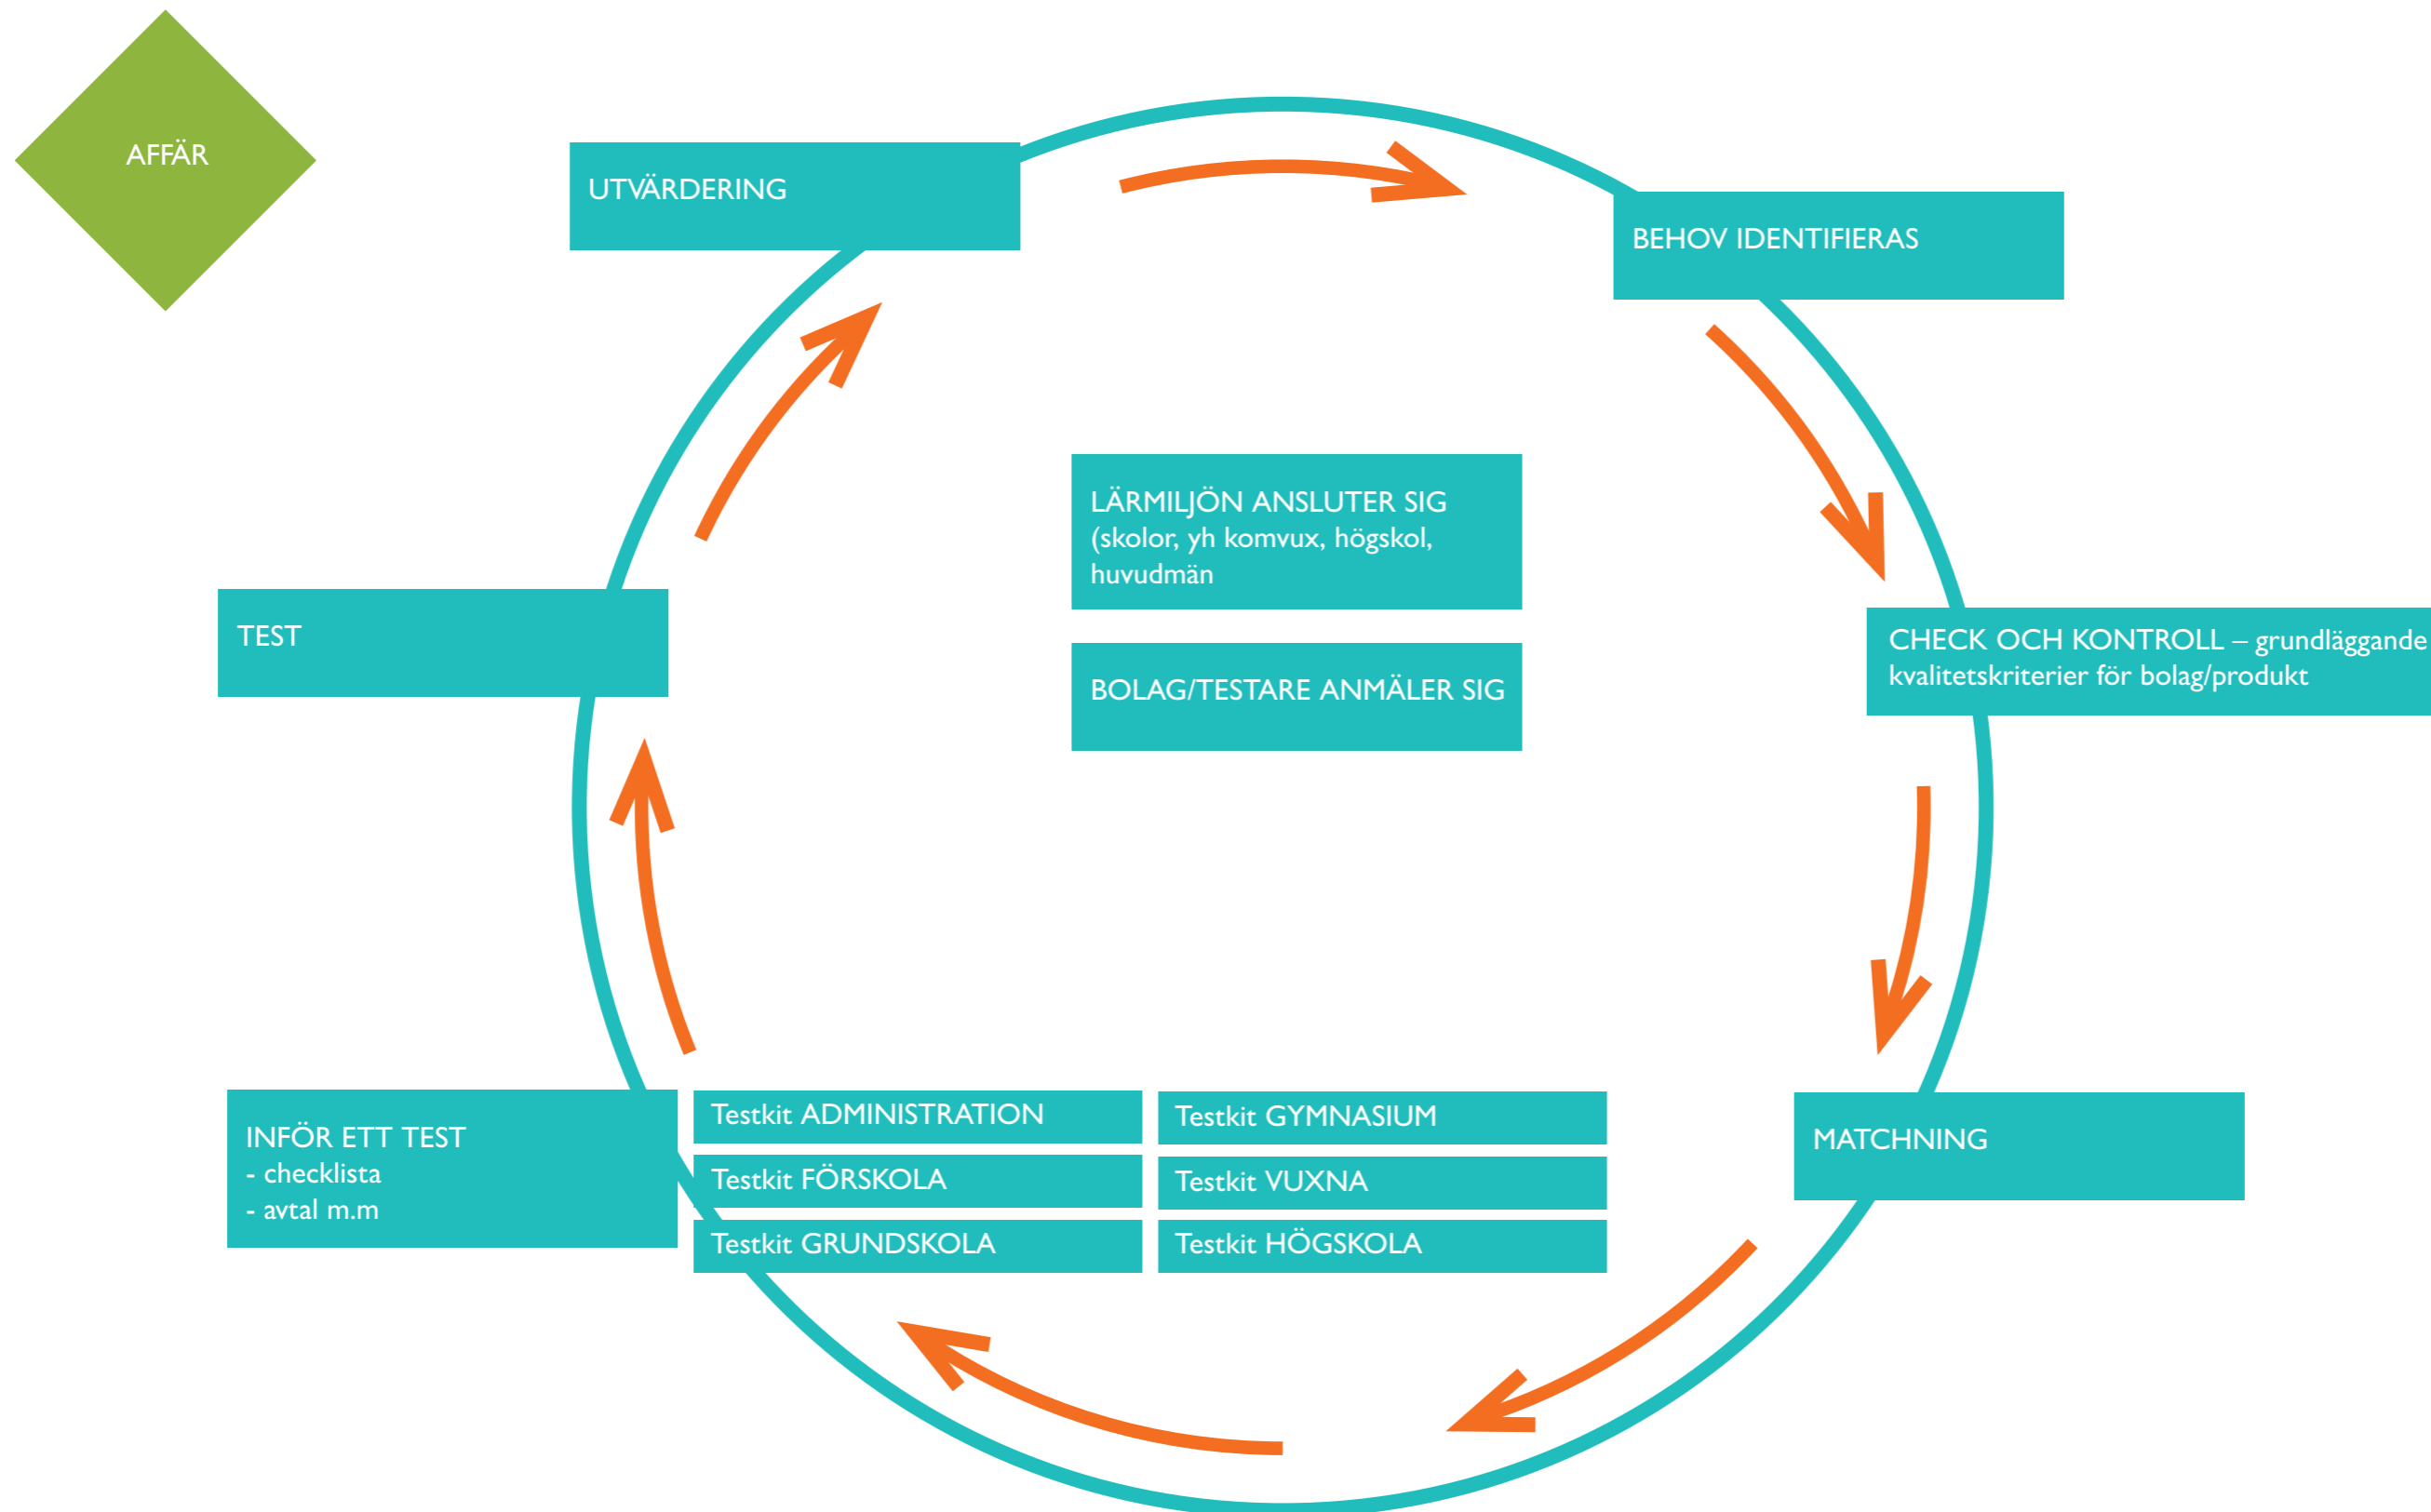 AFFÄR
UTVÄRDERING
BEHOV IDENTIFIERAS
LÄRMILJÖN ANSLUTER SIG
(skolor, yh komvux, högskol,
huvudmän
TEST
CHECK OCH KONTROLL – grundläggande
kvalitetskriterier för bolag/produkt
BOLAG/TESTARE ANMÄLER SIG
INFÖR ETT TEST
- checklista
- avtal m.m
Testkit ADMINISTRATION
Testkit FÖRSKOLA
Testkit GRUNDSKOLA
Testkit GYMNASIUM
Testkit VUXNA
Testkit HÖGSKOLA
MATCHNING